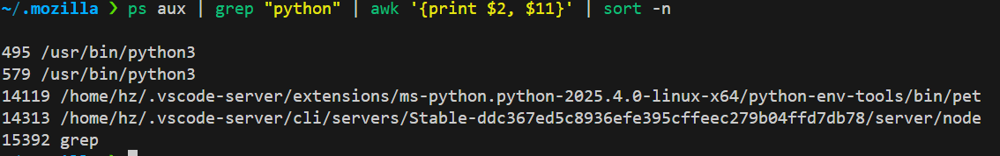 ~/.mozilla ❯ ps aux | grep "python" | awk '{print $2, $11}' | sort -n
495 /usr/bin/python3
579 /usr/bin/python3
14119 /home/hz/.vscode-server/extensions/ms-python.python-2025.4.0-linux-x64/python-env-tools/bin/pet
14313 /home/hz/.vscode-server/cli/servers/Stable-ddc367ed5c8936efe395cffeec279b04ffd7db78/server/node
15392 grep